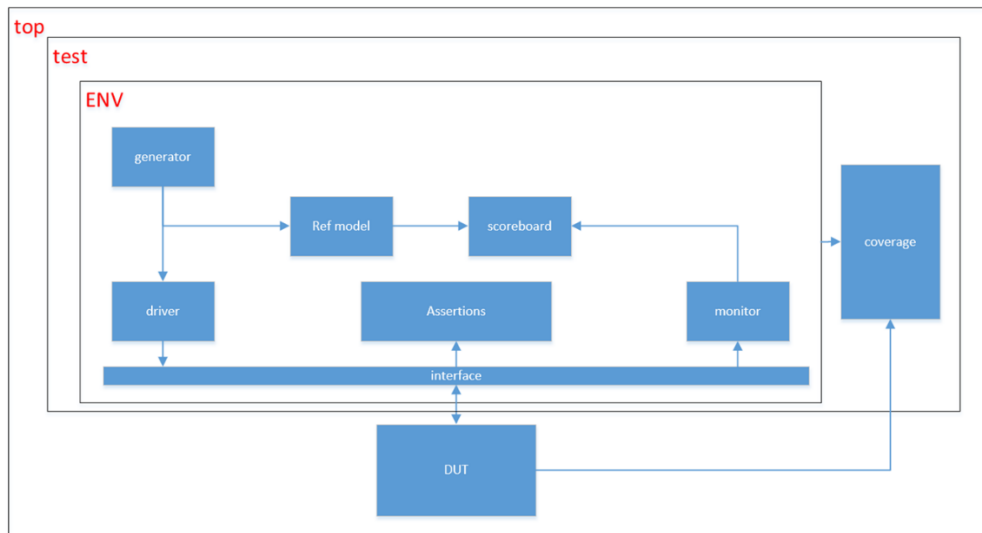 top
test
ENV
generator
Ref model
scoreboard
coverage
driver
Assertions
monitor
interface
DUT